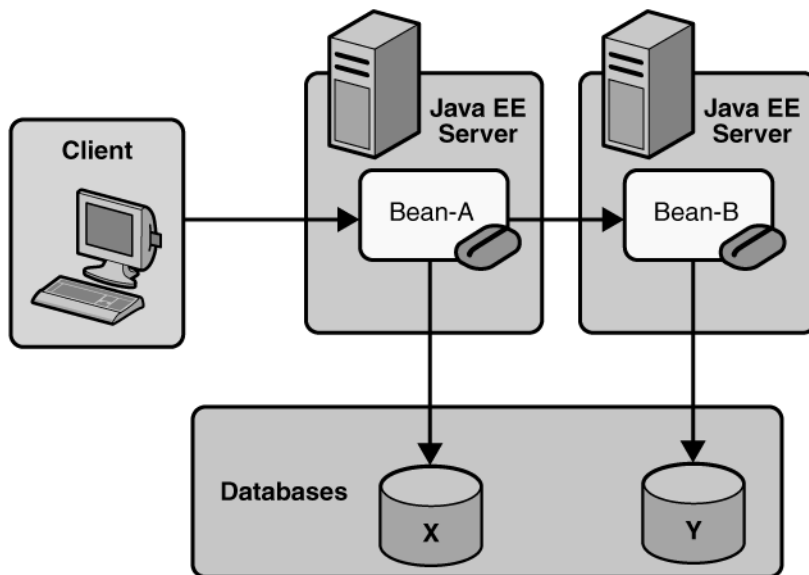 Client
Java EE
Server
Bean-A
Java EE
Server
Bean-B
Databases
X
Y